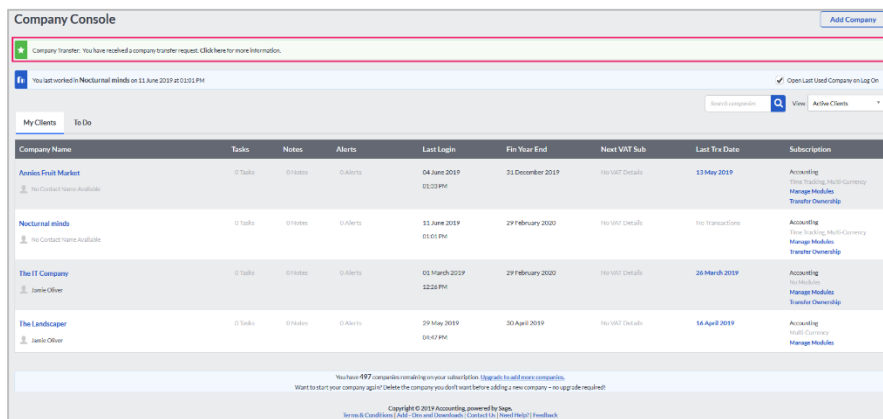 Company Console
Add Company
Company Transfer: You have received a company transfer request. Click here for more information.
You last worked in Nocturnal minds on 11 June 2019 at 01:01 PM
Open Last Used Company on Log On
Search companies
View
Active Clients
My Clients
To Do
Company Name Tasks Notes Alerts Last Login Fin Year End Next VAT Sub Last Trx Date Subscription
Annies Fruit Market 0 Tasks 0 Notes 0 Alerts 04 June 2019 31 December 2019 No VAT Details 13 May 2019 Accounting
Time Tracking, Multi-Currency
No Contact Name Available 01:33 PM Manage Modules
Transfer Ownership
Nocturnal minds 0 Tasks 0 Notes 0 Alerts 11 June 2019 29 February 2020 No VAT Details No Transactions Accounting
Time Tracking, Multi-Currency
No Contact Name Available 01:01 PM Manage Modules
Transfer Ownership
The IT Company 0 Tasks 0 Notes 0 Alerts 01 March 2019 29 February 2020 No VAT Details 26 March 2019 Accounting
No Modules
Jamie Oliver 12:26 PM Manage Modules
Transfer Ownership
The Landscaper 0 Tasks 0 Notes 0 Alerts 29 May 2019 30 April 2019 No VAT Details 16 April 2019 Accounting
Multi-Currency
Jamie Oliver 04:47 PM Manage Modules
You have 497 companies remaining on your subscription. Upgrade to add more companies.
Want to start your company again? Delete the company you don't want before adding a new company – no upgrade required!
Copyright © 2019 Accounting, powered by Sage.
Terms & Conditions | Add - Ons and Downloads | Contact Us | Need Help? | Feedback